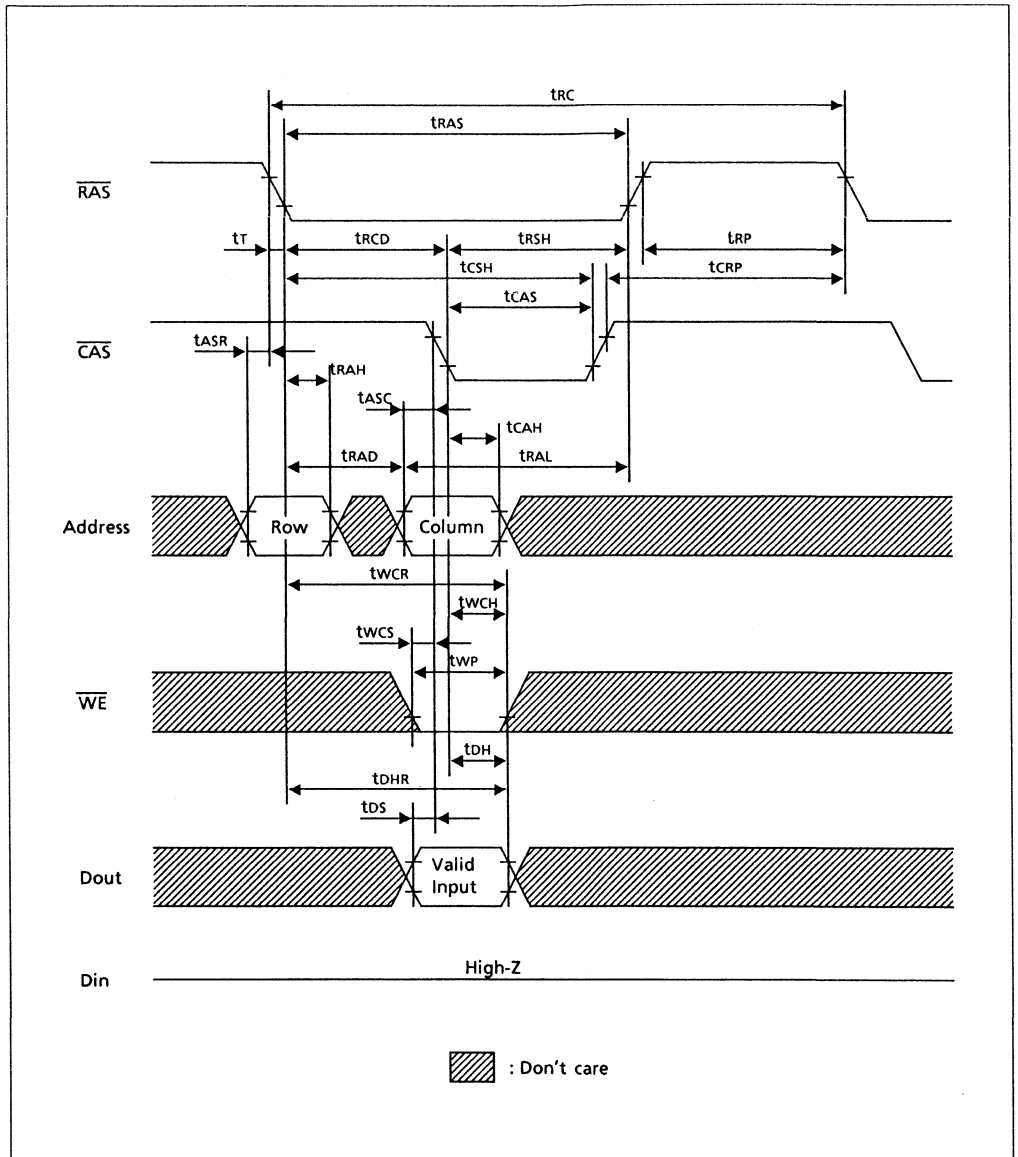 tRC
tRAS
RAS
tT
tRCD
tRSH
tRP
tCSH
tCRP
tCAS
CAS
tASR
tRAH
tASC
tCAH
tRAD
tRAL
Address
Row
Column
tWCR
tWCH
tWCS
tWP
WE
tDH
tDHR
tDS
Dout
Valid
Input
High-Z
Din
: Don't care